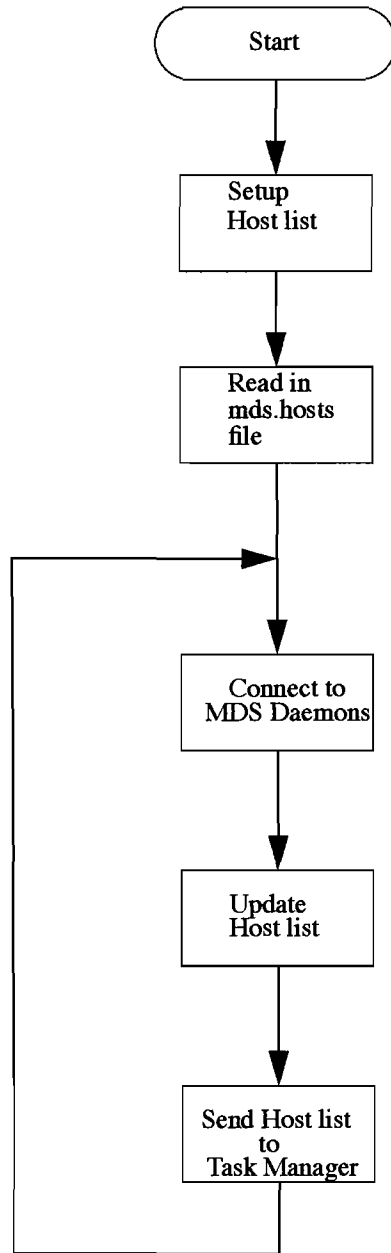 Start
Setup
Host list
Read in
mds.hosts
file
Connect to
MDS Daemons
Update
Host list
Send Host list
to
Task Manager